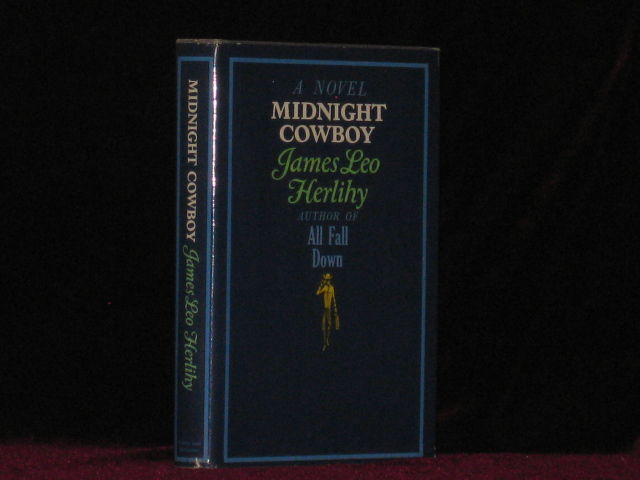 MIDNIGHT COWBOY James Leo Herlihy
A NOVEL
MIDNIGHT
COWBOY
James Leo
Herlihy
AUTHOR OF
All Fall
Down